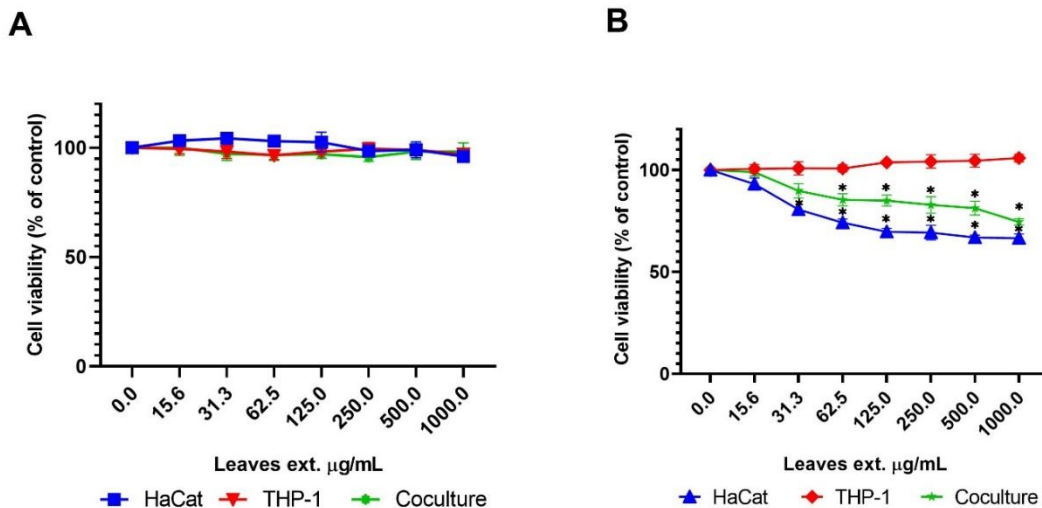 A
Cell viability (% of control)
100
50
0
0.0 15.6 31.3 62.5 125.0 250.0 500.0 1000.0
Leaves ext. μg/mL
HaCat THP-1 Coculture
B
Cell viability (% of control)
100
50
0
* * * * *
* * * * * *
0.0 15.6 31.3 62.5 125.0 250.0 500.0 1000.0
Leaves ext. μg/mL
HaCat THP-1 Coculture